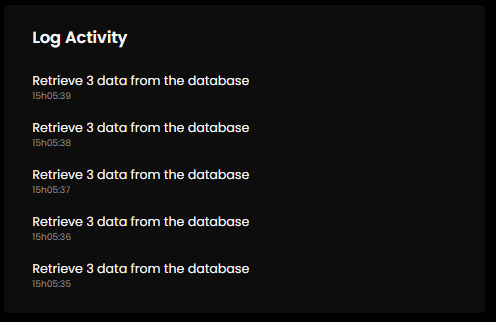 Log Activity
Retrieve 3 data from the database
15h05:39
Retrieve 3 data from the database
15h05:38
Retrieve 3 data from the database
15h05:37
Retrieve 3 data from the database
15h05:36
Retrieve 3 data from the database
15h05:35